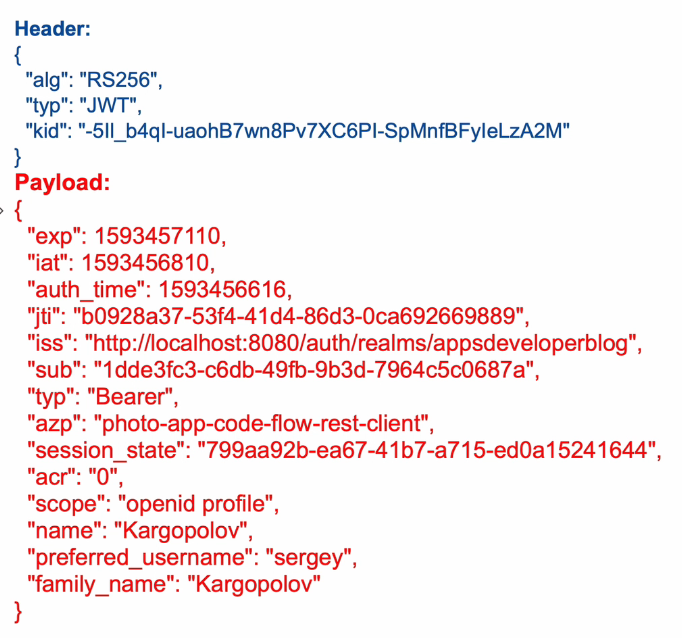 Header:
{
"alg": "RS256",
"typ": "JWT",
"kid": "-5Il_b4qI-uaohB7wn8Pv7XC6PI-SpMnfBFyIeLzA2M"
}
Payload:
{
"exp": 1593457110,
"iat": 1593456810,
"auth_time": 1593456616,
"jti": "b0928a37-53f4-41d4-86d3-0ca692669889",
"iss": "http://localhost:8080/auth/realms/appsdeveloperblog",
"sub": "1dde3fc3-c6db-49fb-9b3d-7964c5c0687a",
"typ": "Bearer",
"azp": "photo-app-code-flow-rest-client",
"session_state": "799aa92b-ea67-41b7-a715-ed0a15241644",
"acr": "0",
"scope": "openid profile",
"name": "Kargopolov",
"preferred_username": "sergey",
"family_name": "Kargopolov"
}